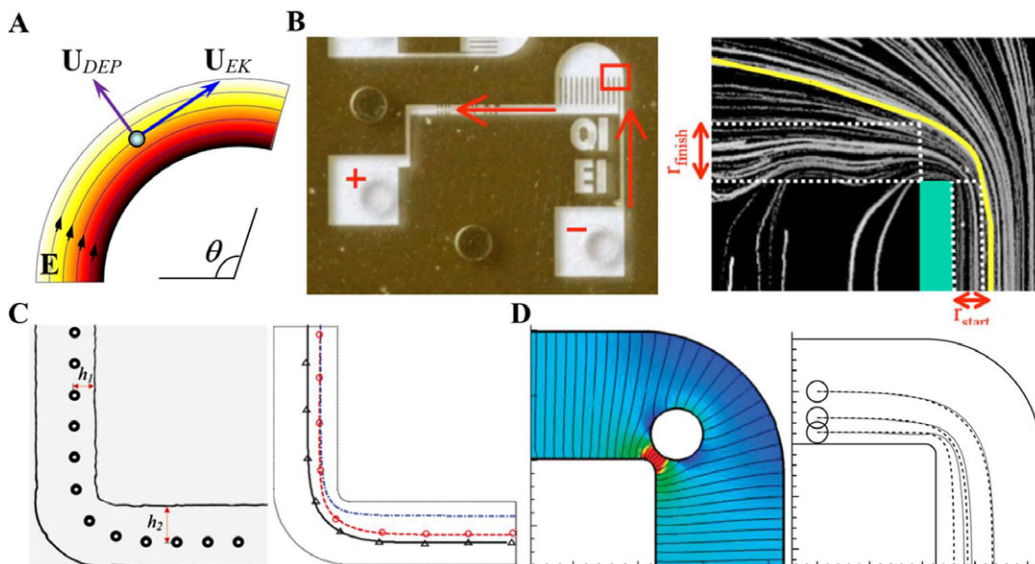 A
U_DEP
U_EK
E
θ
B
QI
EI
+
−
r_finish
r_start
C
h_1
h_2
D